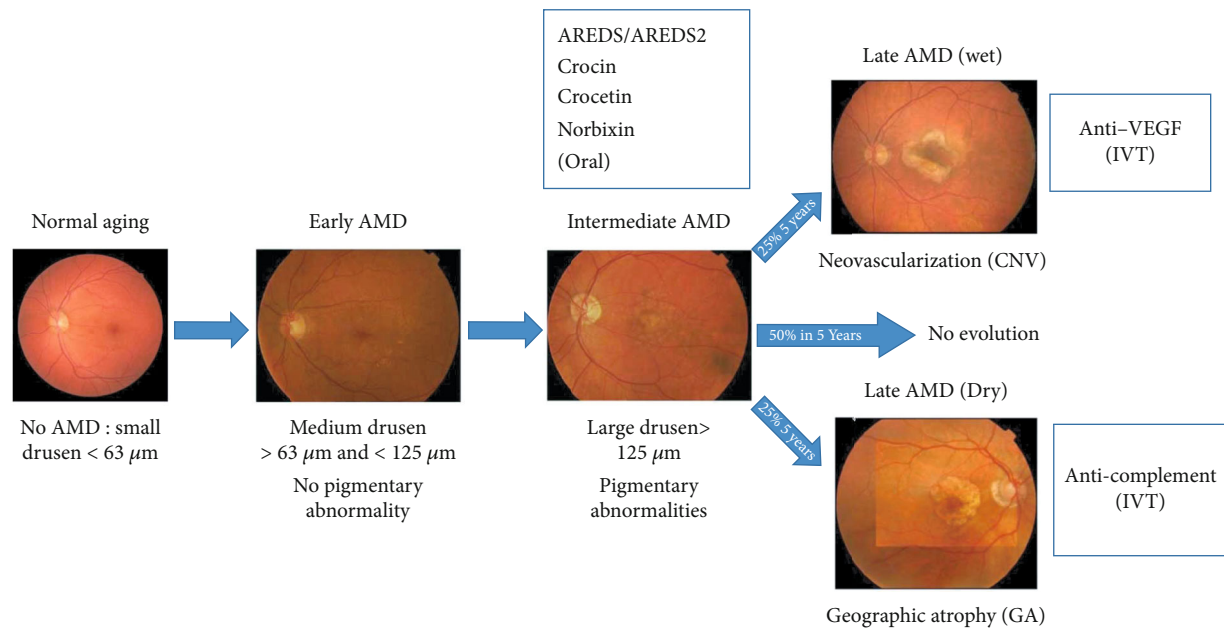 AREDS/AREDS2
Crocin
Crocetin
Norbixin
(Oral)
Late AMD (wet)
Anti–VEGF
(IVT)
Normal aging
Early AMD
Intermediate AMD
25% 5 years
Neovascularization (CNV)
50% in 5 Years
No evolution
25% 5 years
Late AMD (Dry)
No AMD : small
drusen < 63 μm
Medium drusen
> 63 μm and < 125 μm
No pigmentary
abnormality
Large drusen>
125 μm
Pigmentary
abnormalities
Anti-complement
(IVT)
Geographic atrophy (GA)